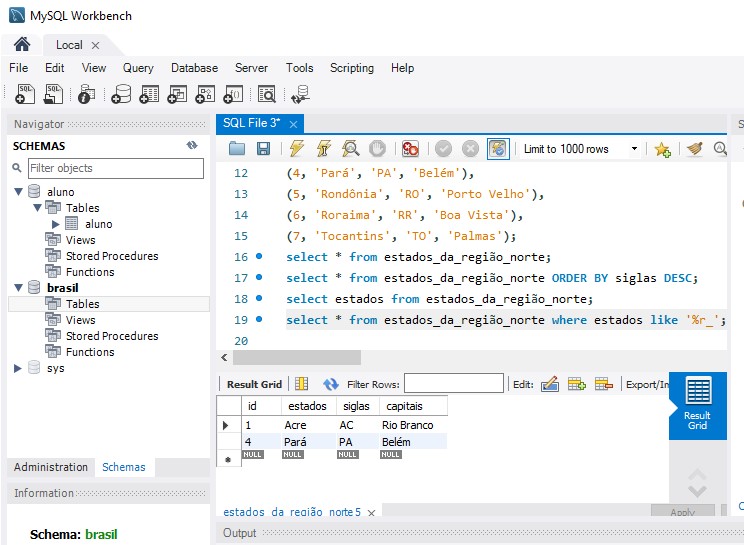 MySQL Workbench
Local
File Edit View Query Database Server Tools Scripting Help
Navigator
SCHEMAS
Filter objects
aluno
Tables
aluno
Views
Stored Procedures
Functions
brasil
Tables
Views
Stored Procedures
Functions
sys
Administration Schemas
Information
Schema: brasil
SQL File 3*
Limit to 1000 rows
12 (4, 'Pará', 'PA', 'Belém'),
13 (5, 'Rondônia', 'RO', 'Porto Velho'),
14 (6, 'Roraima', 'RR', 'Boa Vista'),
15 (7, 'Tocantins', 'TO', 'Palmas');
16 select * from estados_da_região_norte;
17 select * from estados_da_região_norte ORDER BY siglas DESC;
18 select estados from estados_da_região_norte;
19 select * from estados_da_região_norte where estados like '%r_';
20
Result Grid Filter Rows: Edit: Export/Im
id estados siglas capitais
1 Acre AC Rio Branco
4 Pará PA Belém
NULL NULL NULL NULL
Result
Grid
estados_da_região_norte 5
Apply
Output